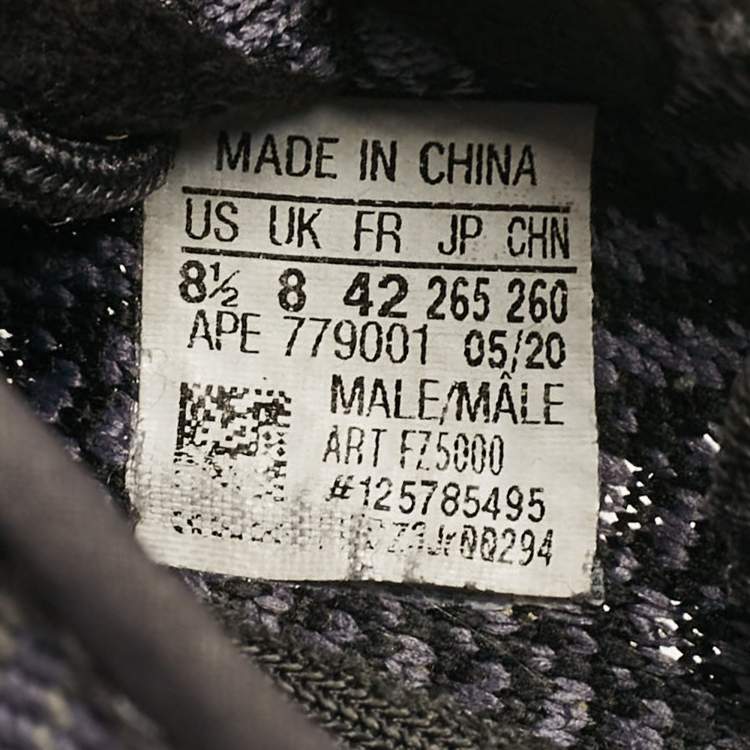 MADE IN CHINA
US UK FR JP CHN
8½ 8 42 265 260
APE 779001 05/20
MALE/MÂLE
ART FZ5000
#125785495